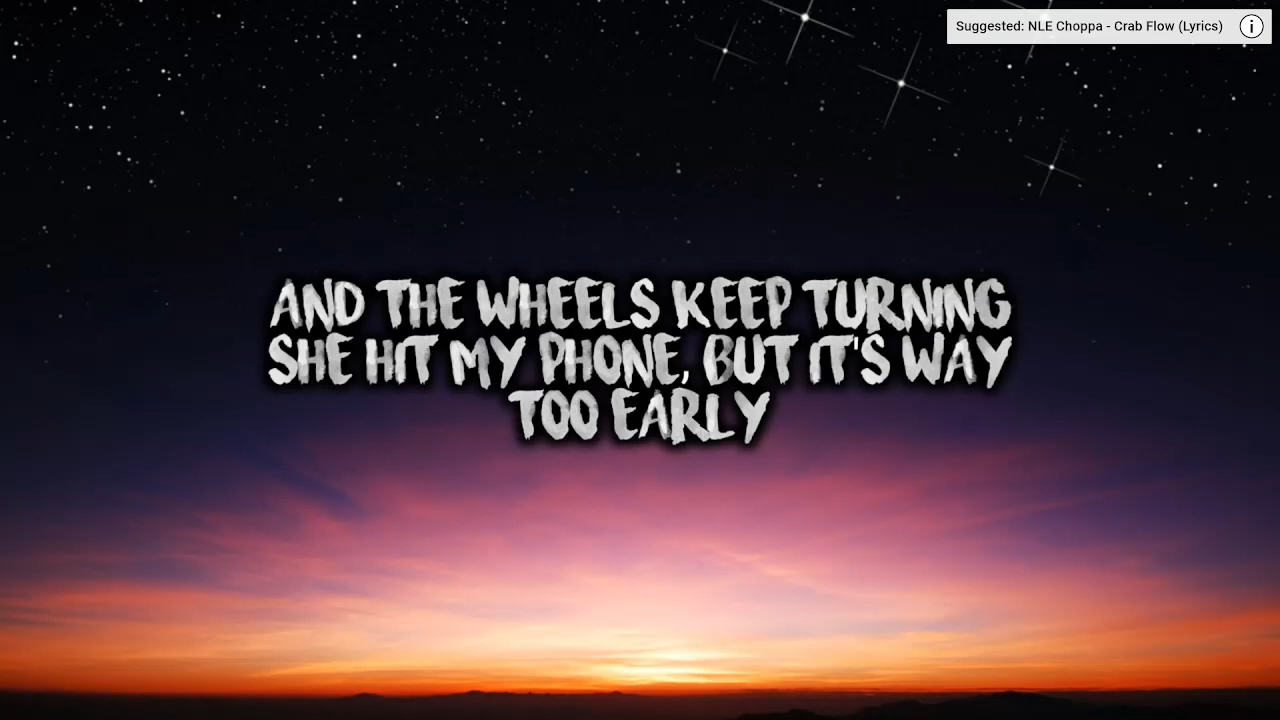 Suggested: NLE Choppa - Crab Flow (Lyrics)
AND THE WHEELS KEEP TURNING
SHE HIT MY PHONE, BUT IT'S WAY
TOO EARLY